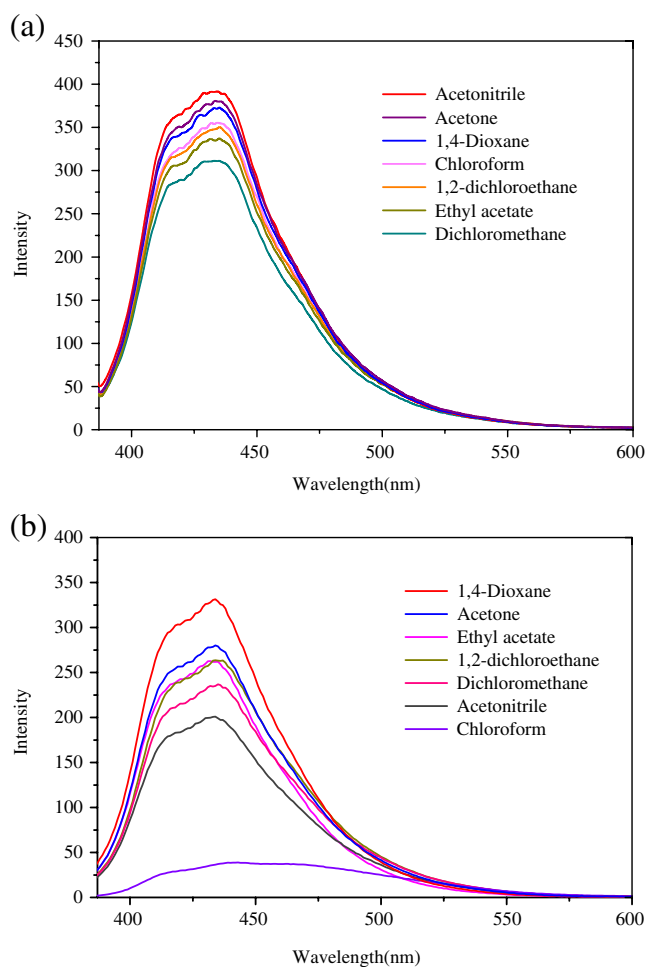 (a)
450
400
350
300
250
200
150
100
50
0
Intensity
Acetonitrile
Acetone
1,4-Dioxane
Chloroform
1,2-dichloroethane
Ethyl acetate
Dichloromethane
400 450 500 550 600
Wavelength(nm)
(b)
400
350
300
250
200
150
100
50
0
Intensity
1,4-Dioxane
Acetone
Ethyl acetate
1,2-dichloroethane
Dichloromethane
Acetonitrile
Chloroform
400 450 500 550 600
Wavelength(nm)